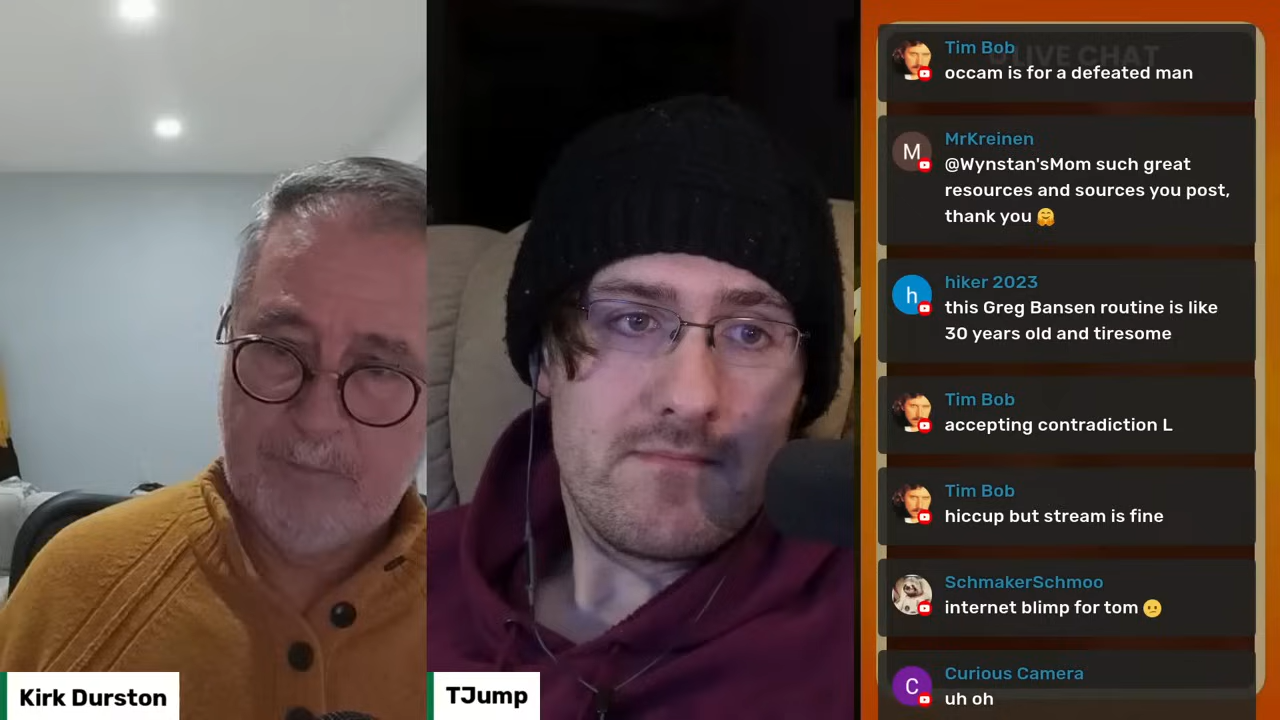 LIVE CHAT
Tim Bob
occam is for a defeated man
M
MrKreinen
@Wynstan'sMom such great
resources and sources you post,
thank you 🤗
h
hiker 2023
this Greg Bansen routine is like
30 years old and tiresome
Tim Bob
accepting contradiction L
Tim Bob
hiccup but stream is fine
SchmakerSchmoo
internet blimp for tom 😕
C
Curious Camera
uh oh
Kirk Durston
TJump